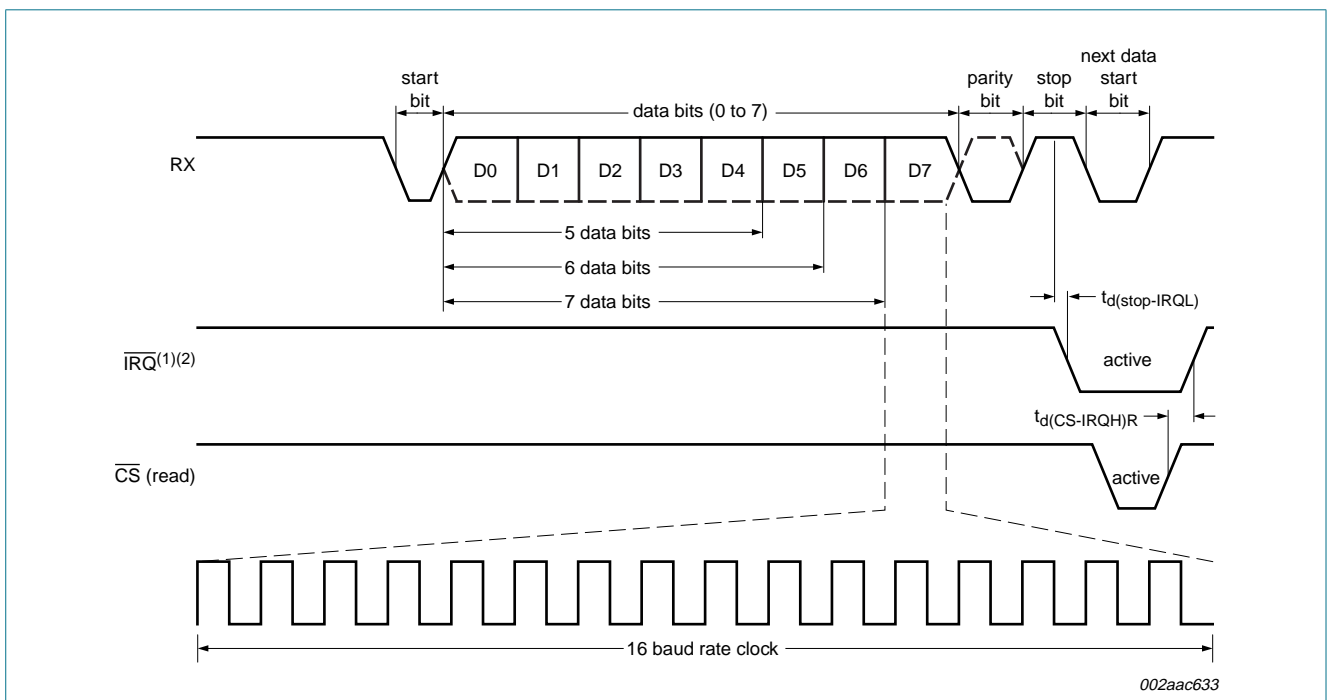 next data
start bit
parity bit
stop bit
start bit
data bits (0 to 7)
RX
D0 D1 D2 D3 D4 D5 D6 D7
5 data bits
6 data bits
7 data bits
td(stop-IRQL)
IRQ(1)(2)
active
td(CS-IRQH)R
CS (read)
active
16 baud rate clock
002aac633